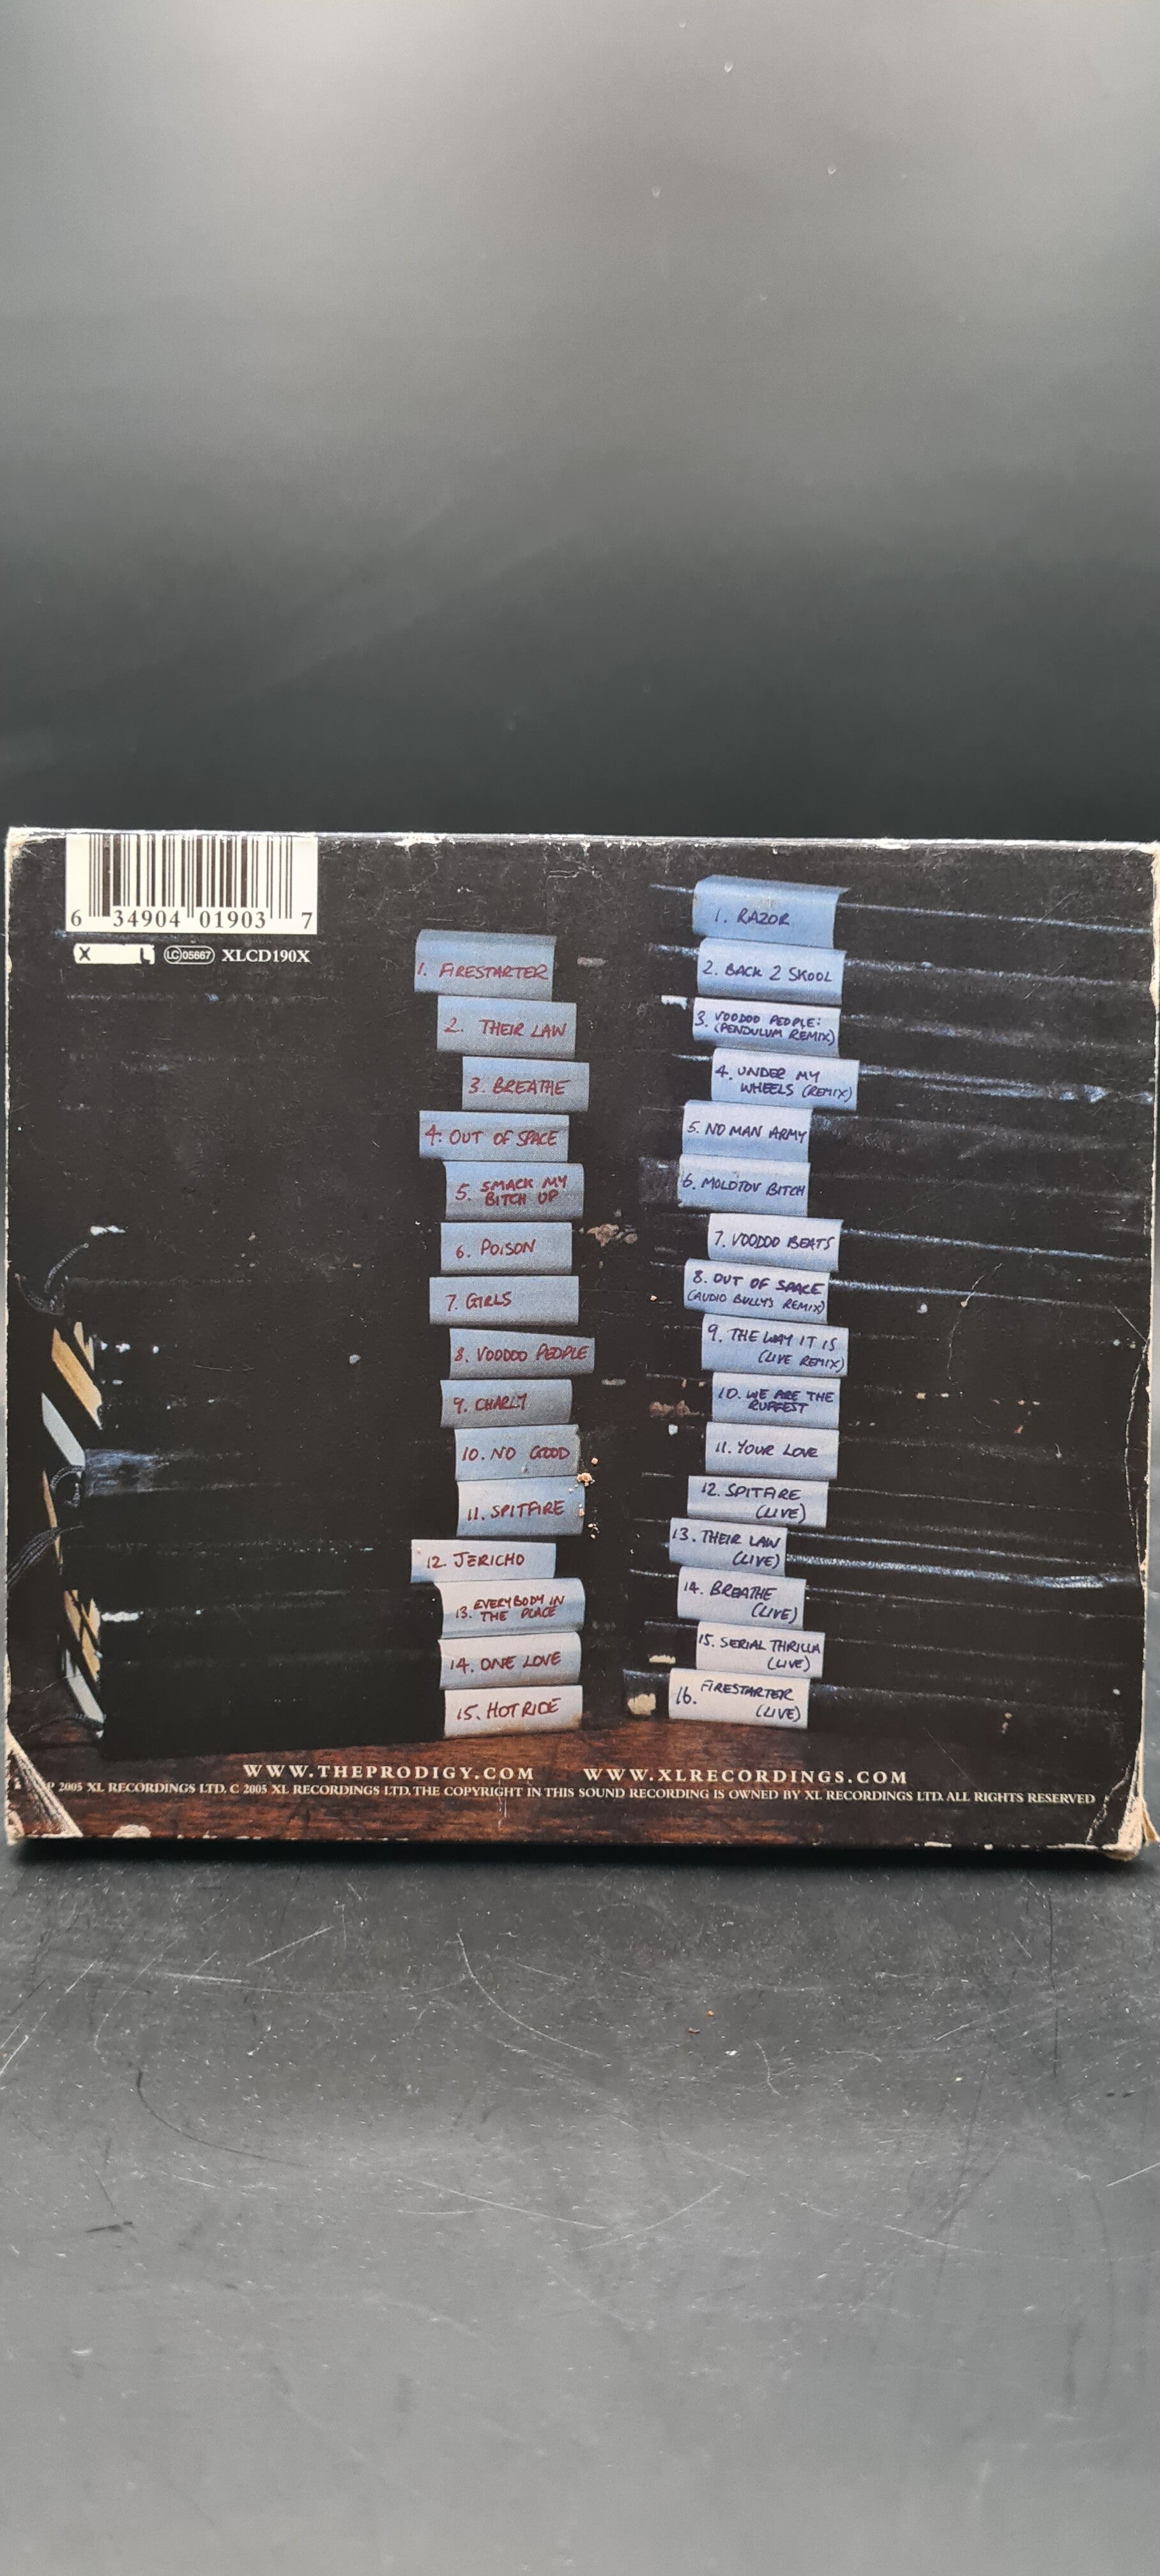 6 34904 01903 7
X L LC 05667 XLCD190X
1. FIRESTARTER
2. THEIR LAW
3. BREATHE
4. OUT OF SPACE
5. SMACK MY
BITCH UP
6. POISON
7. GIRLS
8. VOODOO PEOPLE
9. CHARLY
10. NO GOOD
11. SPITFIRE
12. JERICHO
13. EVERYBODY IN
THE PLACE
14. ONE LOVE
15. HOTRIDE
1. RAZOR
2. BACK 2 SKOOL
3. VOODOO PEOPLE:
(PENDULUM REMIX)
4. UNDER MY
WHEELS (REMIX)
5. NO MAN ARMY
6. MOLOTOV BITCH
7. VOODOO BEATS
8. OUT OF SPACE
(AUDIO BULLYS REMIX)
9. THE WAY IT IS
(LIVE REMIX)
10. WE ARE THE
RUFFEST
11. YOUR LOVE
12. SPITFIRE
(LIVE)
13. THEIR LAW
(LIVE)
14. BREATHE
(LIVE)
15. SERIAL THRILLA
(LIVE)
16. FIRESTARTER
(LIVE)
WWW.THEPRODIGY.COM WWW.XLRECORDINGS.COM
P 2005 XL RECORDINGS LTD. C 2005 XL RECORDINGS LTD. THE COPYRIGHT IN THIS SOUND RECORDING IS OWNED BY XL RECORDINGS LTD. ALL RIGHTS RESERVED